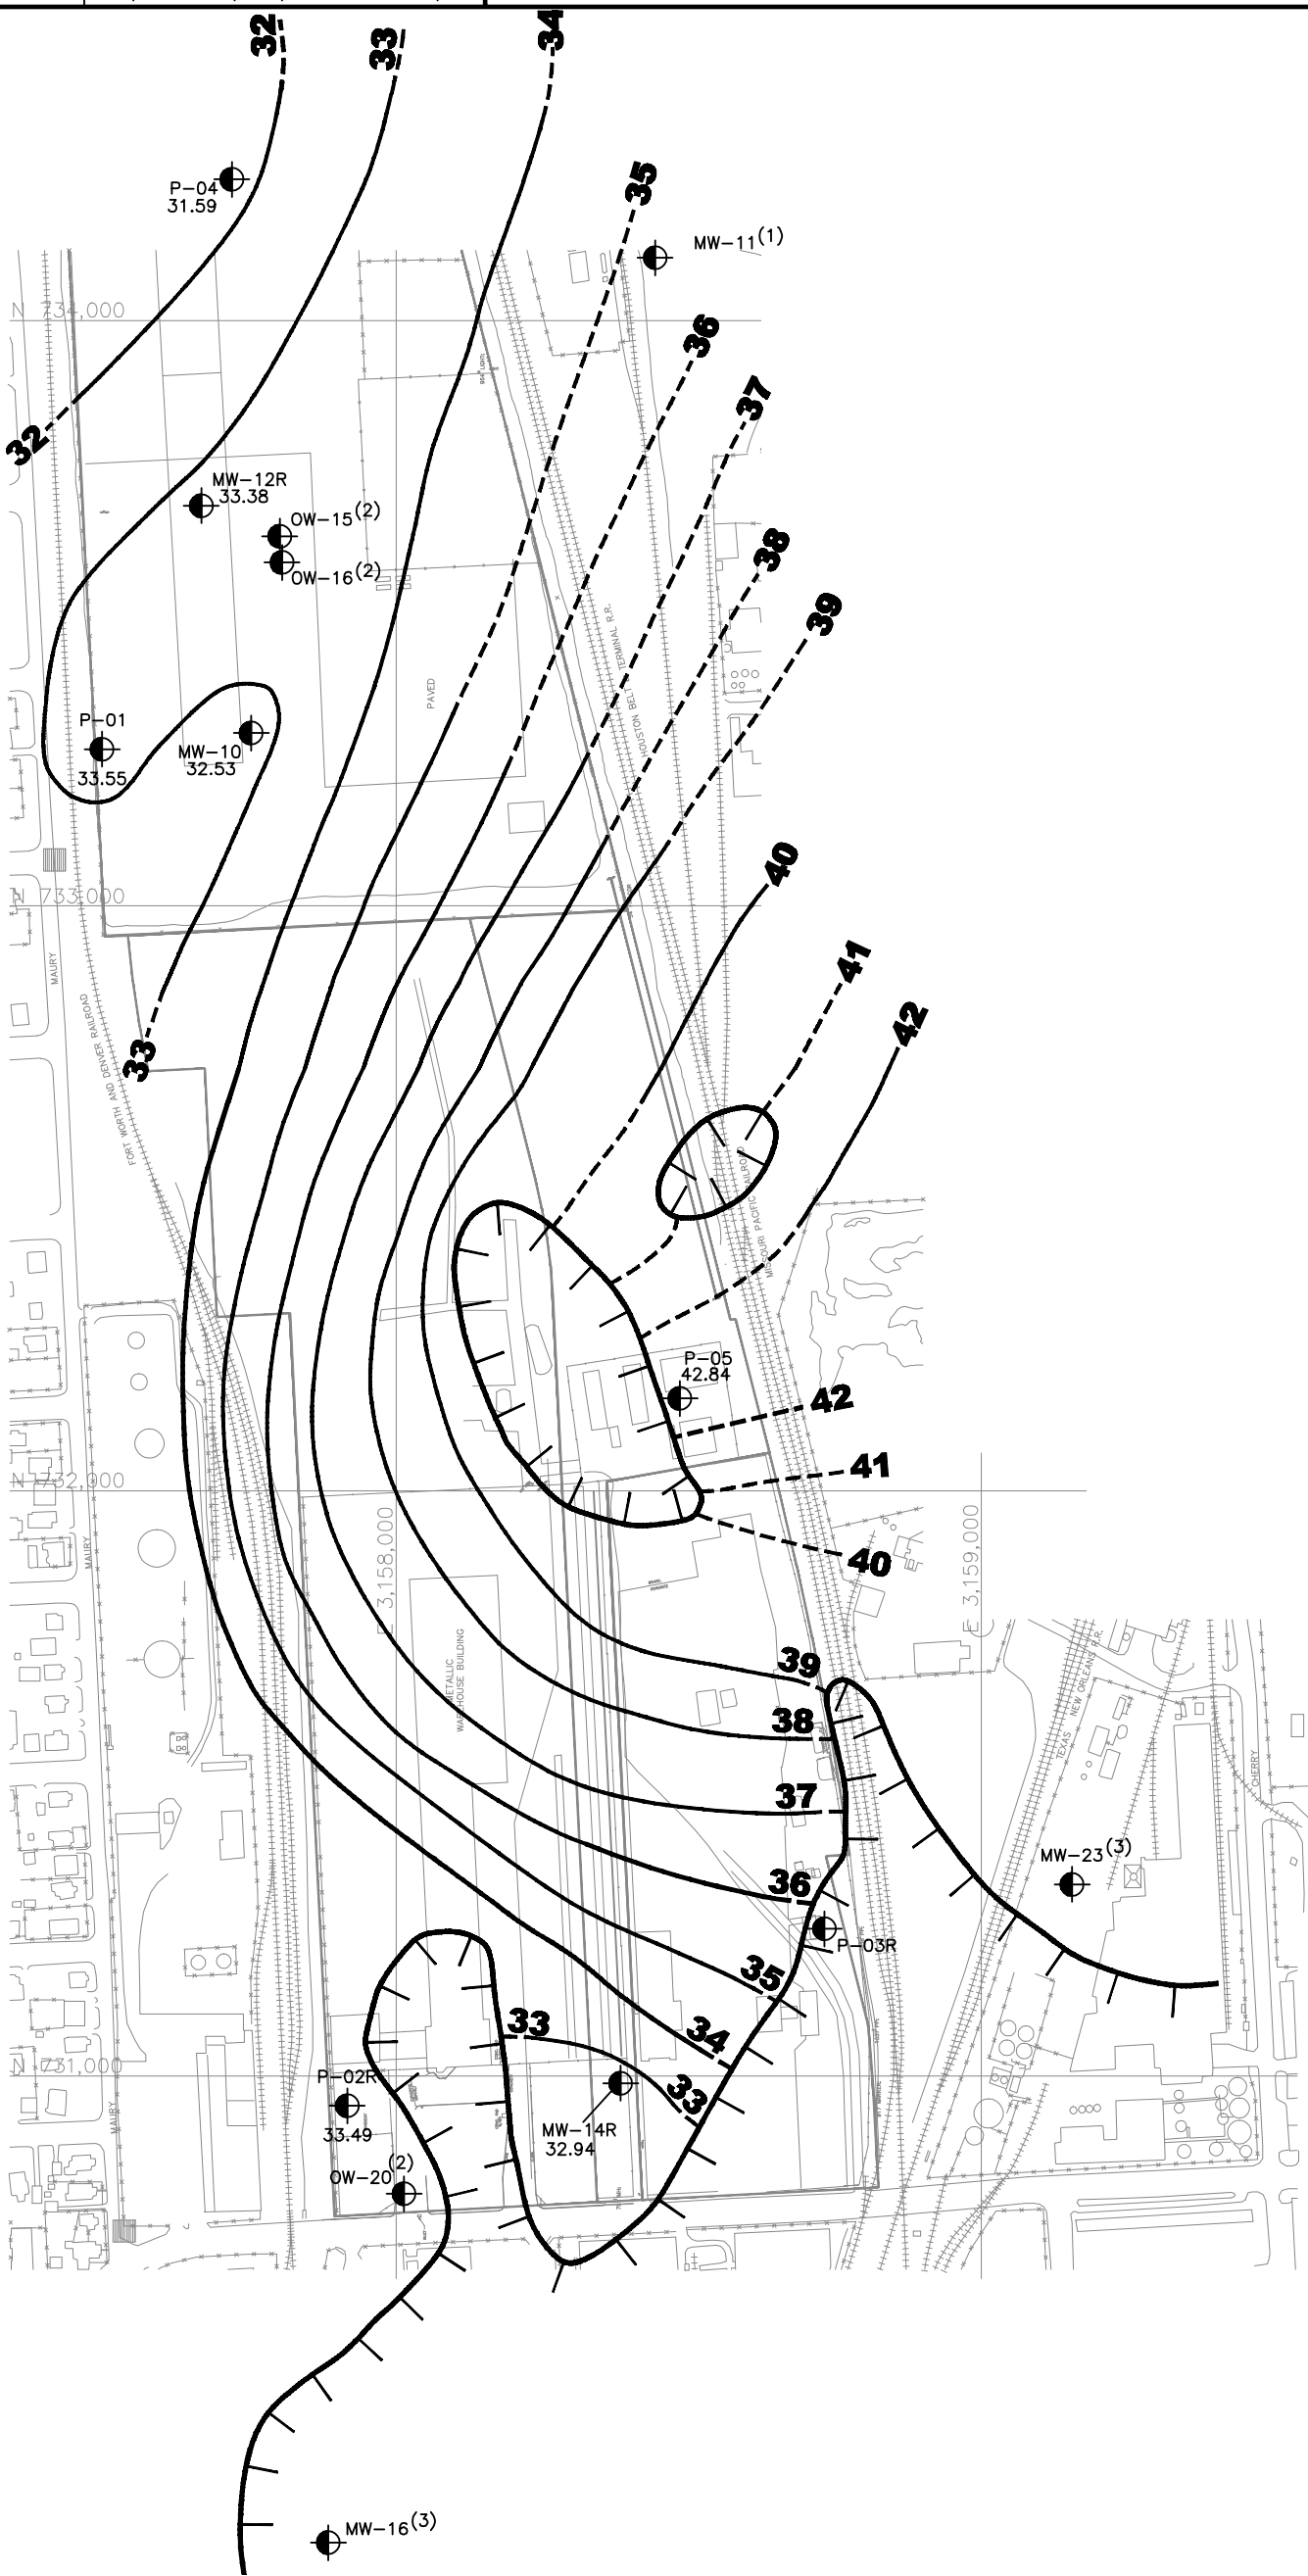 32
33
34
P-04
31.59
35
MW-11(1)
N 734,000
36
37
32
MW-12R
33.38
OW-15(2)
OW-16(2)
38
39
HOUSTON BELT & TERMINAL R.R.
PAVED
P-01
33.55
MW-10
32.53
40
N 733,000
MAURY
41
42
33
FORT WORTH AND DENVER RAILROAD
MISSOURI PACIFIC RAILROAD
P-05
42.84
42
41
N 732,000
E 3,158,000
E 3,159,000
40
MAURY
METALLIC
WAREHOUSE BUILDING
39
38
37
36
35
34
33
33
TEXAS NEW ORLEANS R.R.
CHERRY
MW-23(3)
P-03R
N 731,000
P-02R
33.49
MW-14R
32.94
OW-20(2)
MAURY
MW-16(3)